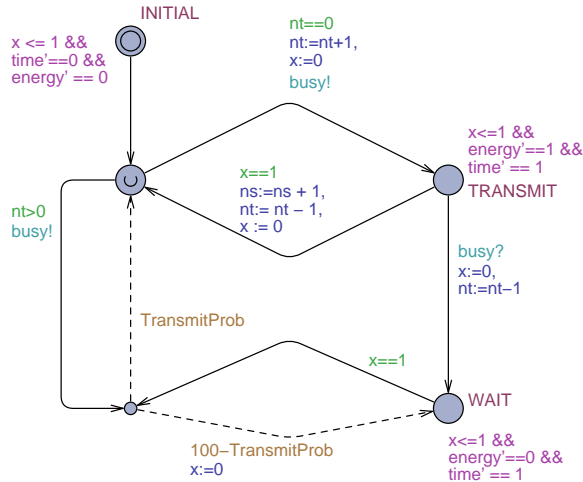 INITIAL
x <= 1 &&
time'==0 &&
energy' == 0
nt==0
nt:=nt+1,
x:=0
busy!
x<=1 &&
energy'==1 &&
time' == 1
TRANSMIT
x==1
ns:=ns + 1,
nt:= nt − 1,
x := 0
U
nt>0
busy!
busy?
x:=0,
nt:=nt−1
TransmitProb
x==1
WAIT
100−TransmitProb
x:=0
x<=1 &&
energy'==0 &&
time' == 1